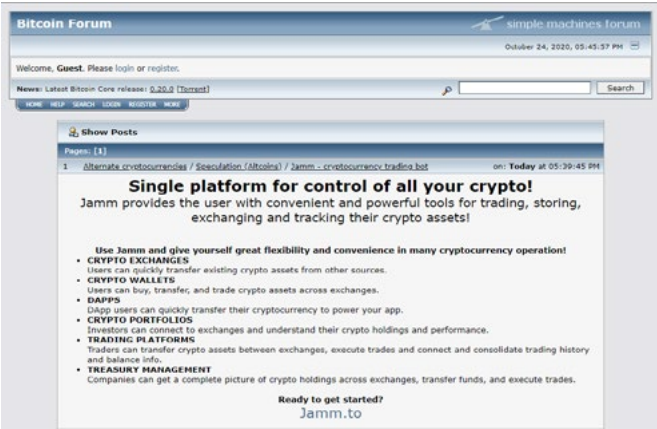 Bitcoin Forum
simple machines forum
October 24, 2020, 05:45:57 PM
Welcome, Guest. Please login or register.
News: Latest Bitcoin Core release: 0.20.0 [Torrent]
Search
HOME HELP SEARCH LOGIN REGISTER MORE
Show Posts
Pages: [1]
1 Alternate cryptocurrencies / Speculation (Altcoins) / Jamm - cryptocurrency trading bot on: Today at 05:39:45 PM
Single platform for control of all your crypto!
Jamm provides the user with convenient and powerful tools for trading, storing,
exchanging and tracking their crypto assets!
Use Jamm and give yourself great flexibility and convenience in many cryptocurrency operation!
• CRYPTO EXCHANGES
Users can quickly transfer existing crypto assets from other sources.
• CRYPTO WALLETS
Users can buy, transfer, and trade crypto assets across exchanges.
• DAPPS
DApp users can quickly transfer their cryptocurrency to power your app.
• CRYPTO PORTFOLIOS
Investors can connect to exchanges and understand their crypto holdings and performance.
• TRADING PLATFORMS
Traders can transfer crypto assets between exchanges, execute trades and connect and consolidate trading history
and balance info.
• TREASURY MANAGEMENT
Companies can get a complete picture of crypto holdings across exchanges, transfer funds, and execute trades.
Ready to get started?
Jamm.to